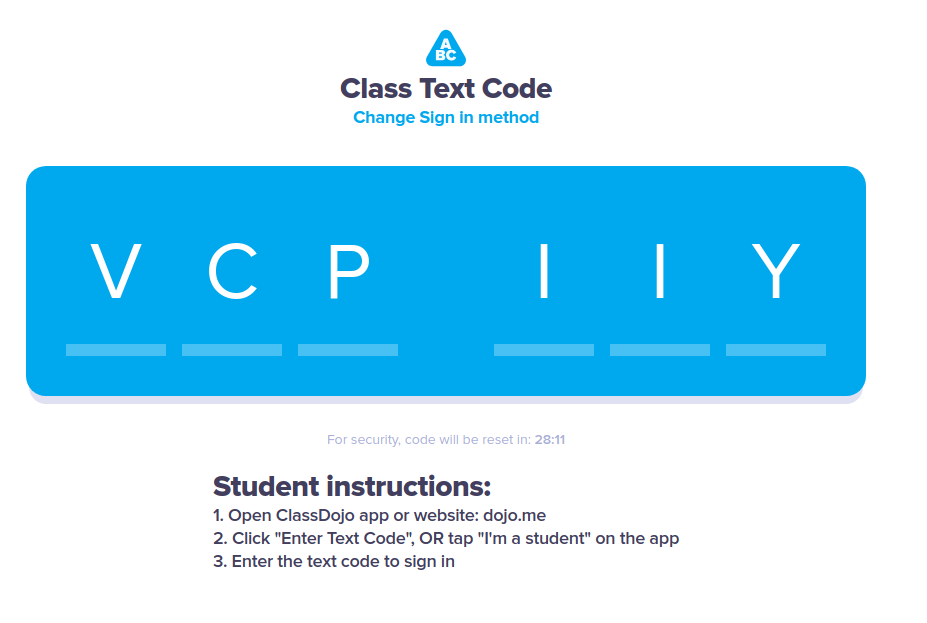 A
BC
Class Text Code
Change Sign in method
V C P I I Y
For security, code will be reset in: 28:11
Student instructions:
1. Open ClassDojo app or website: dojo.me
2. Click "Enter Text Code", OR tap "I'm a student" on the app
3. Enter the text code to sign in